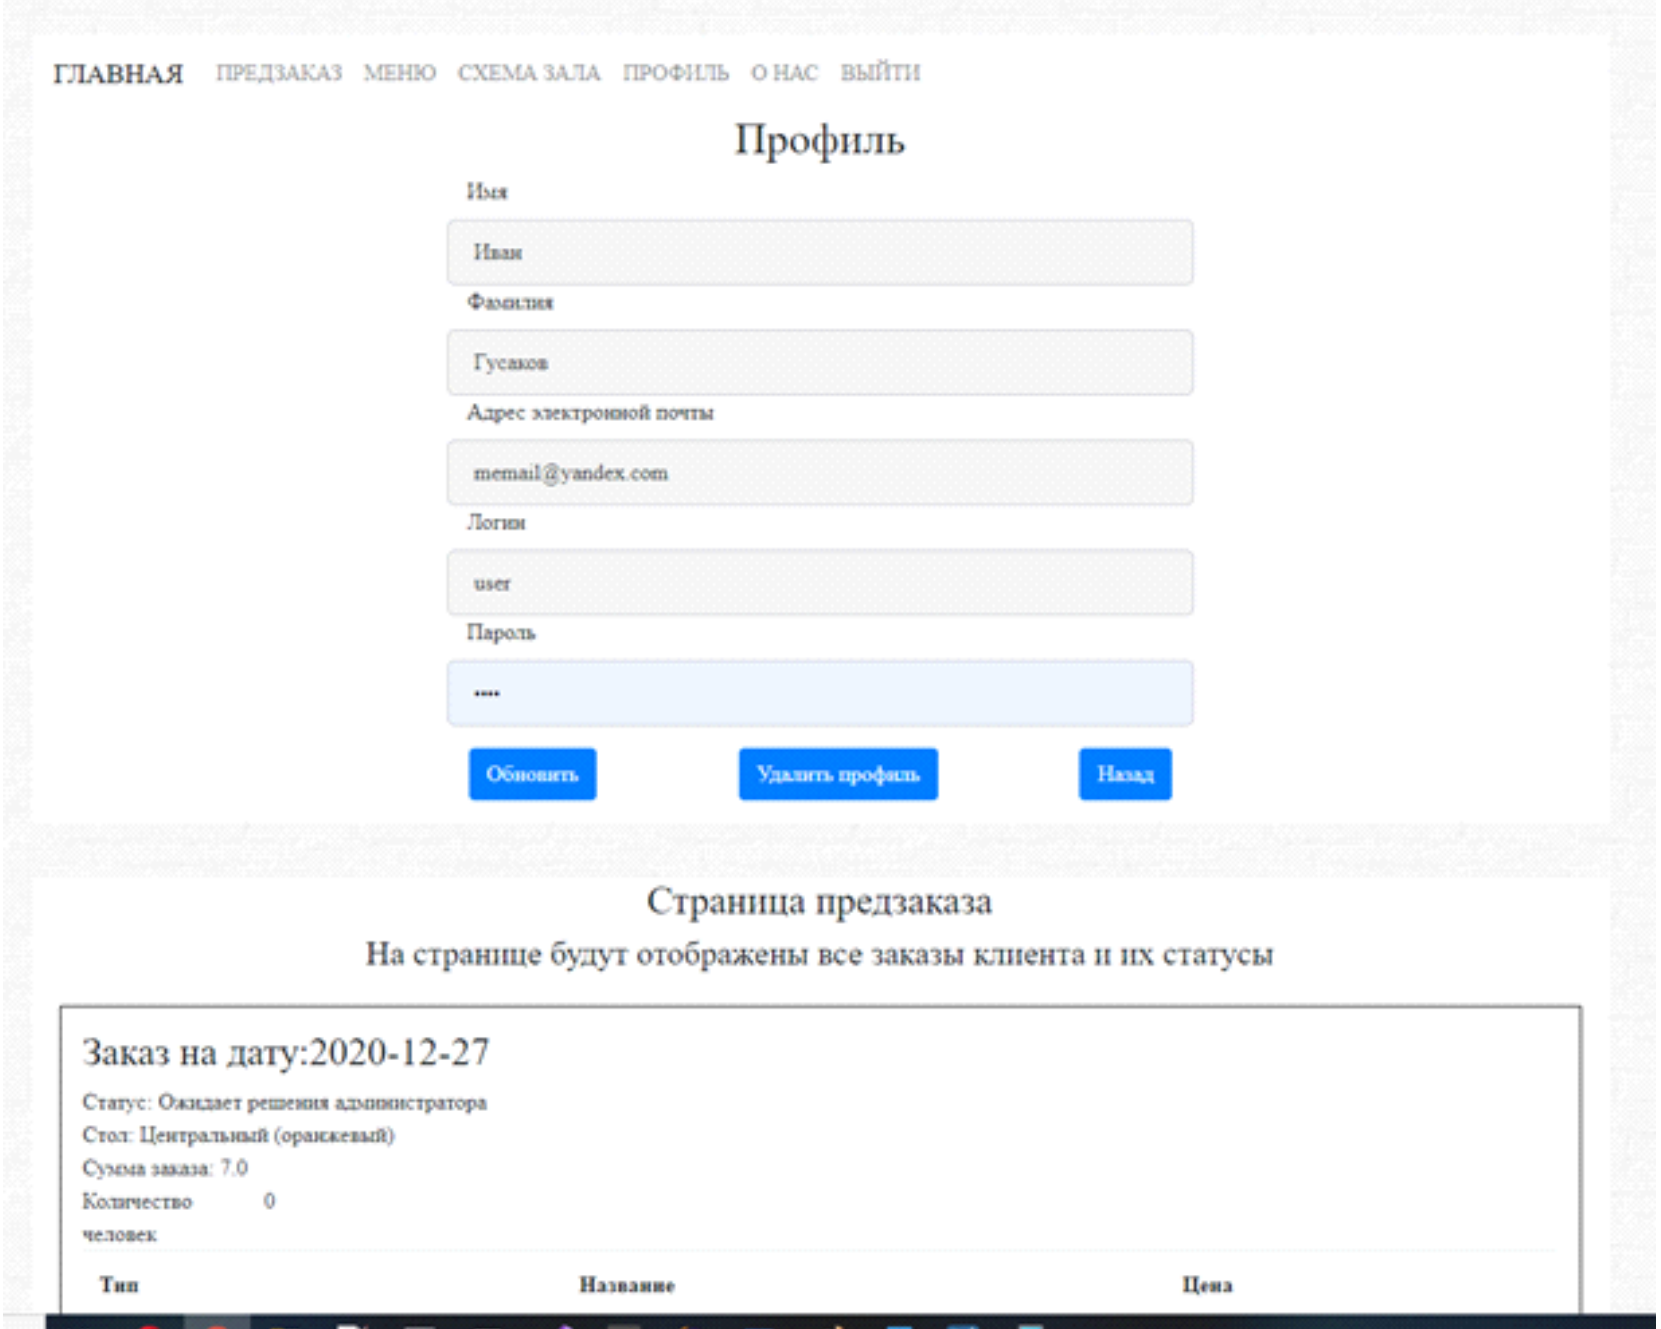 ГЛАВНАЯ ПРЕДЗАКАЗ МЕНЮ СХЕМА ЗАЛА ПРОФИЛЬ О НАС ВЫЙТИ
Профиль
Имя
Иван
Фамилия
Гусаков
Адрес электронной почты
memail@yandex.com
Логин
user
Пароль
••••
Обновить Удалить профиль Назад
Страница предзаказа
На странице будут отображены все заказы клиента и их статусы
Заказ на дату:2020-12-27
Статус: Ожидает решения администратора
Стол: Центральный (оранжевый)
Сумма заказа: 7.0
Количество 0
человек
Тип Название Цена